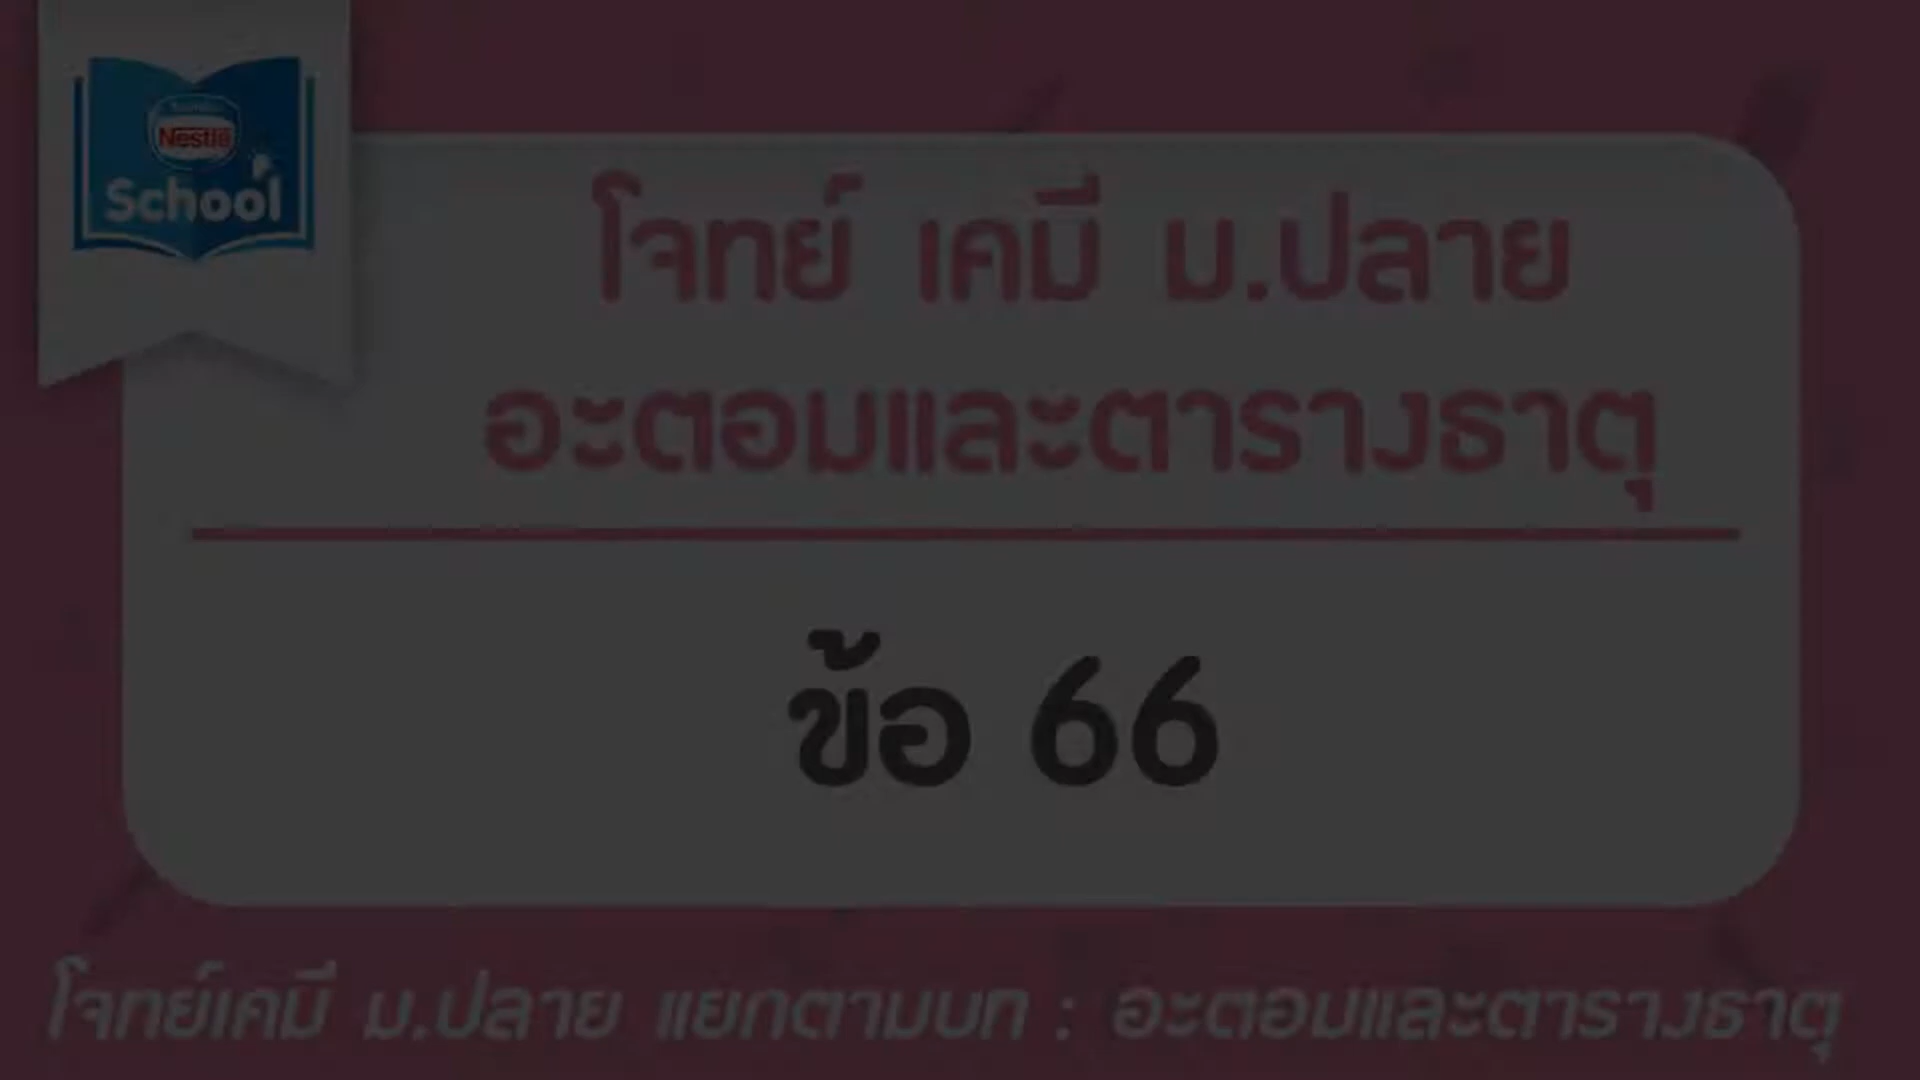 Nestlé
School
โจทย์ เคมี ม.ปลาย
อะตอมและตารางธาตุ
ข้อ 66
โจทย์เคมี ม.ปลาย แยกตามบท : อะตอมและตารางธาตุ